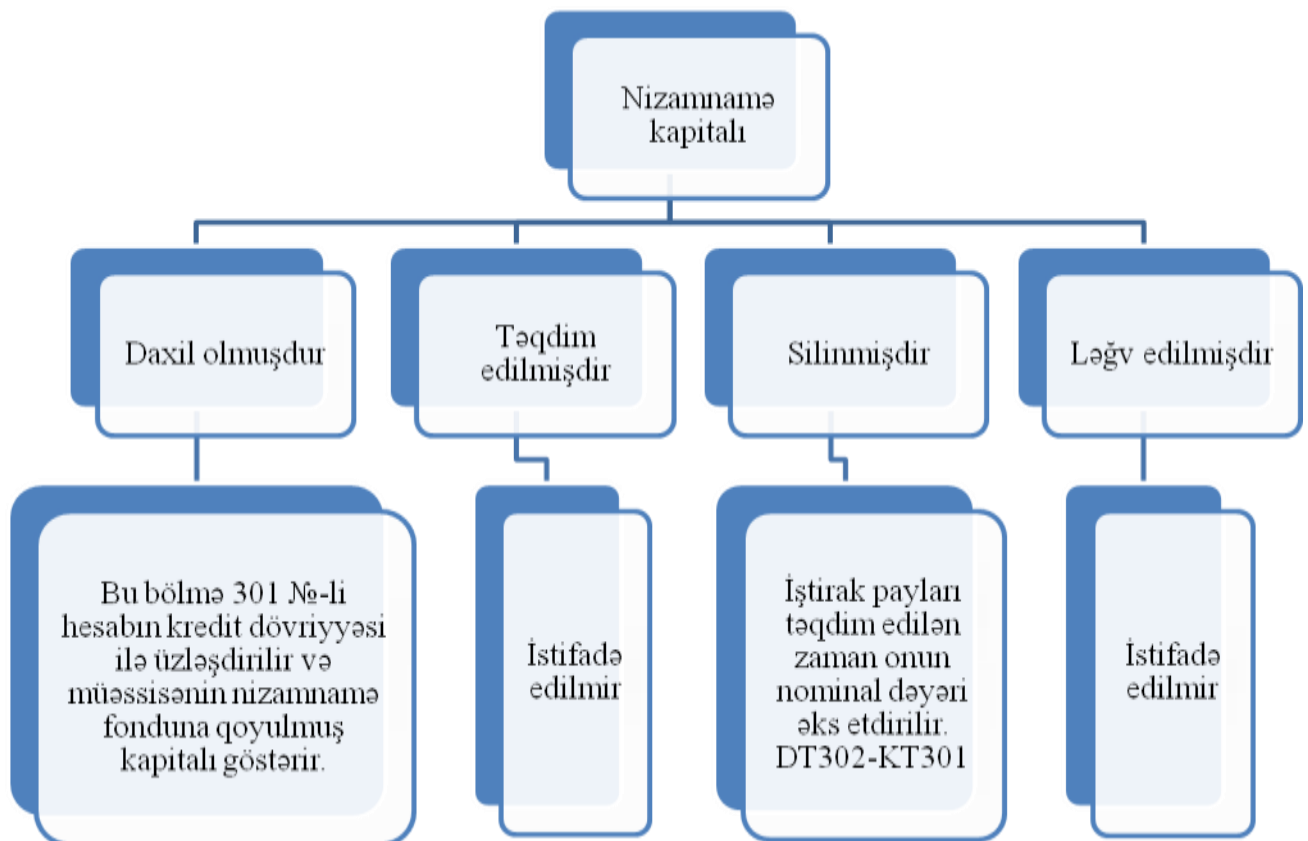 Nizamnamə
kapitalı
Daxil olmuşdur
Təqdim
edilmişdir
Silinmişdir
Ləğv edilmişdir
Bu bölmə 301 №-li
hesabın kredit dövriyyəsi
ilə üzləşdirilir və
müəssisənin nizamnamə
fonduna qoyulmuş
kapitalı göstərir.
İstifadə
edilmir
İştirak payları
təqdim edilən
zaman onun
nominal dəyəri
əks etdirilir.
DT302-KT301
İstifadə
edilmir